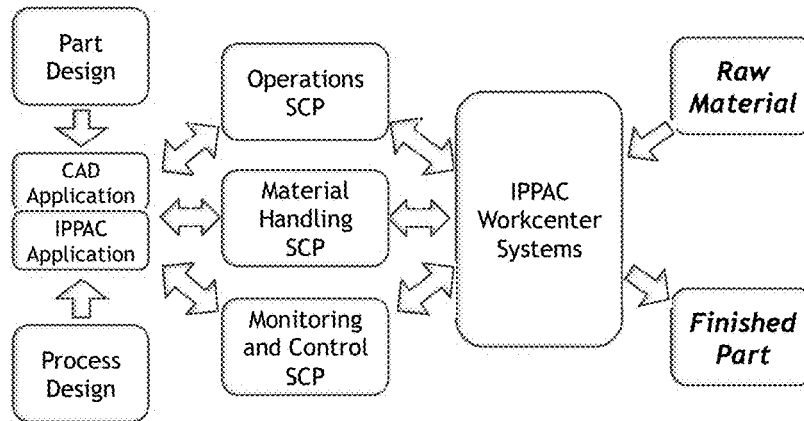 Part
Design
CAD
Application
IPPAC
Application
Process
Design
Operations
SCP
Material
Handling
SCP
Monitoring
and Control
SCP
IPPAC
Workcenter
Systems
Raw
Material
Finished
Part